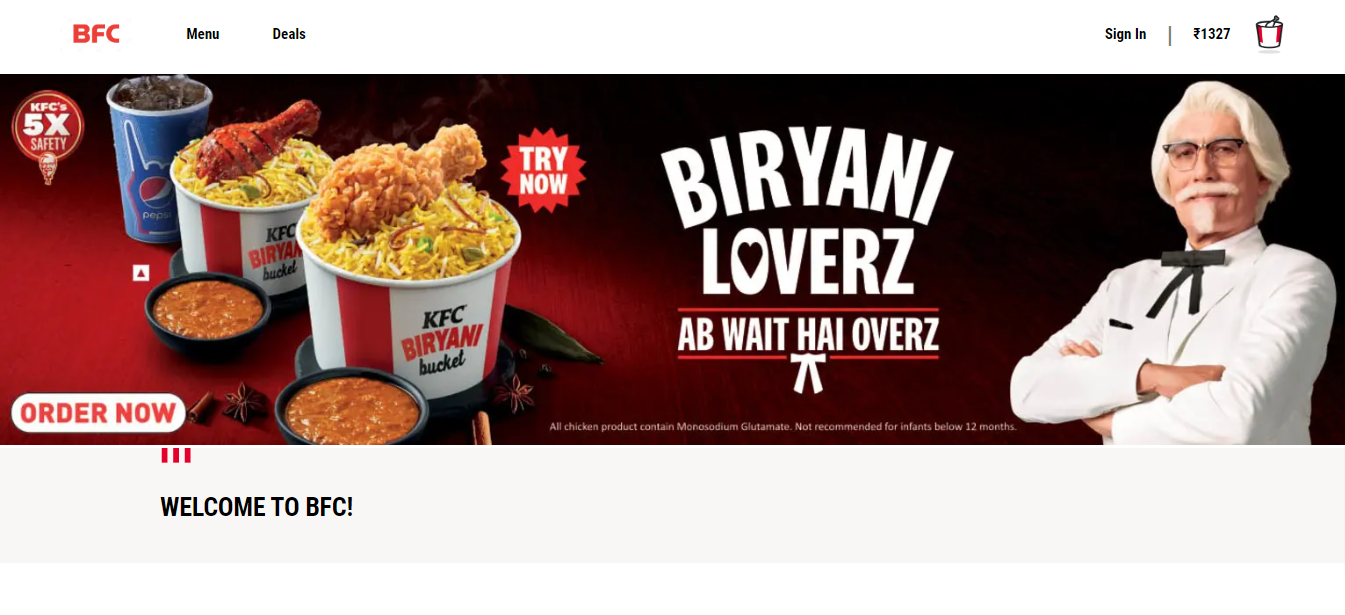 BFC
Menu
Deals
Sign In
|
₹1327
KFC's
5X
SAFETY
pepsi
KFC
BIRYANI
bucket
TRY
NOW
KFC
BIRYANI
bucket
BIRYANI
LOVERZ
AB WAIT HAI OVERZ
ORDER NOW
All chicken product contain Monosodium Glutamate. Not recommended for infants below 12 months.
WELCOME TO BFC!